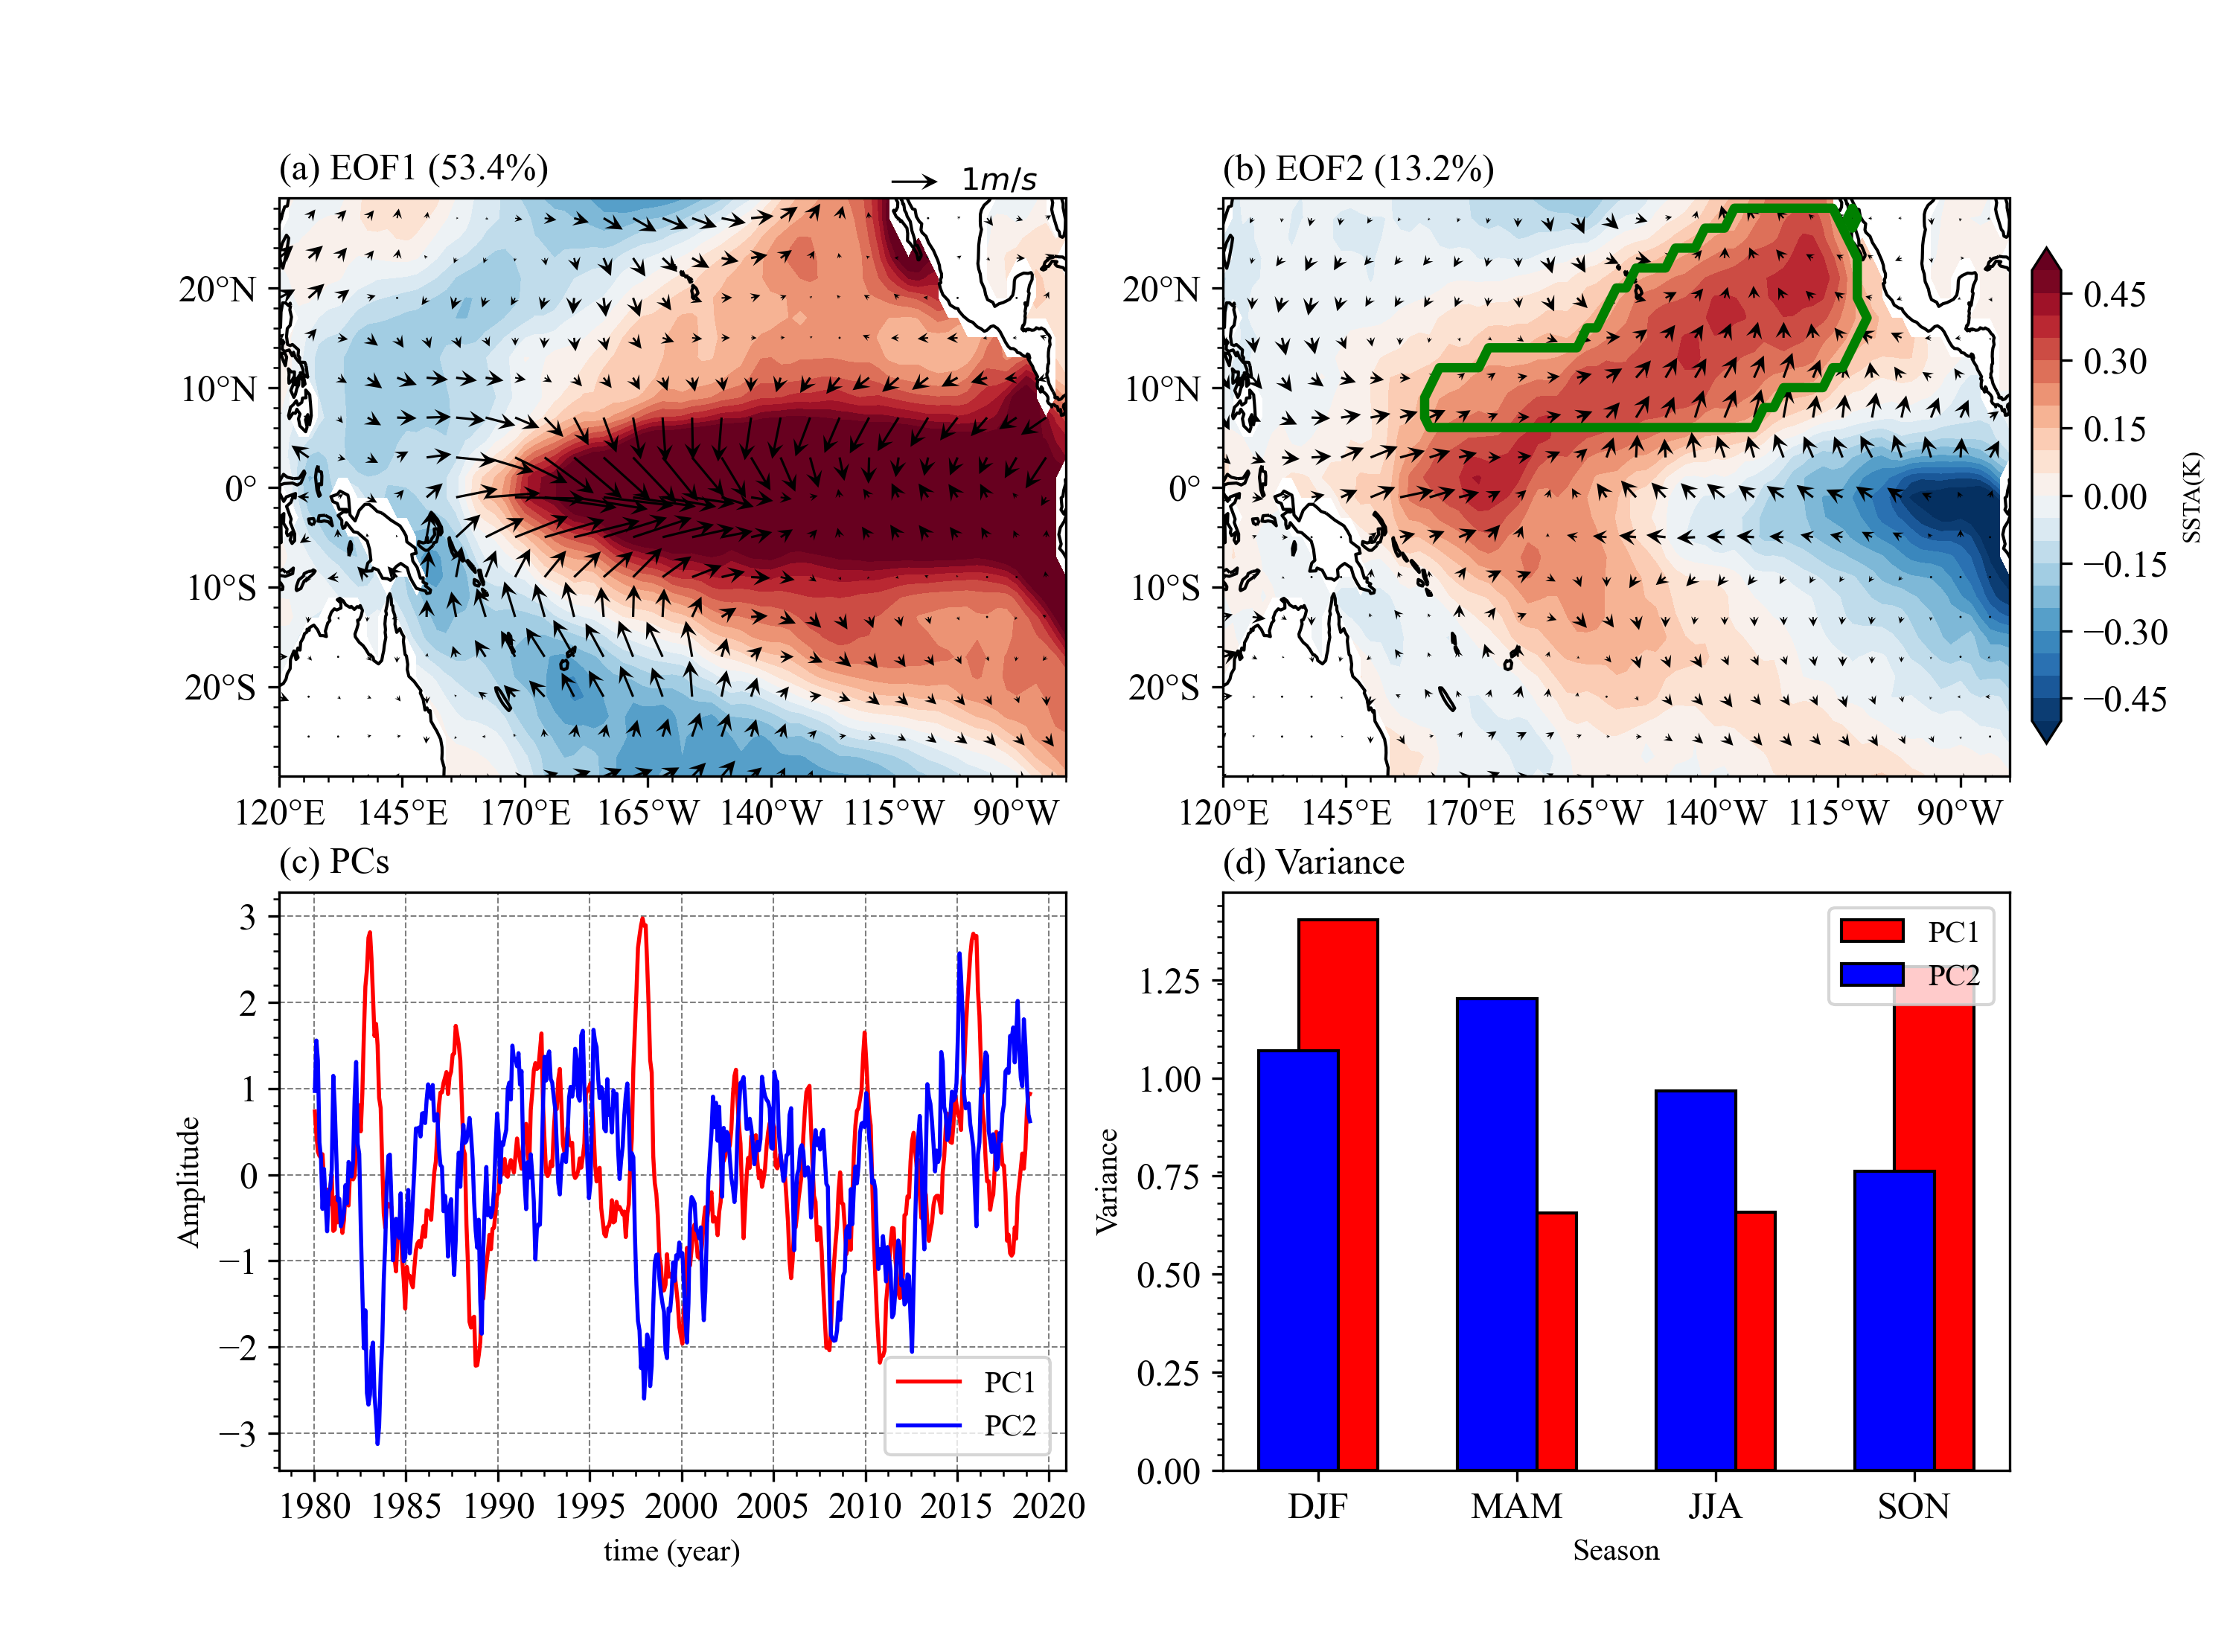 (a) EOF1 (53.4%)
1m/s
20°N
10°N
0°
10°S
20°S
120°E 145°E 170°E 165°W 140°W 115°W 90°W
(b) EOF2 (13.2%)
20°N
10°N
0°
10°S
20°S
120°E 145°E 170°E 165°W 140°W 115°W 90°W
0.45
0.30
0.15
0.00
−0.15
−0.30
−0.45
SSTA(K)
(c) PCs
3
2
1
0
−1
−2
−3
Amplitude
PC1
PC2
1980 1985 1990 1995 2000 2005 2010 2015 2020
time (year)
(d) Variance
1.25
1.00
0.75
0.50
0.25
0.00
Variance
PC1
PC2
DJF MAM JJA SON
Season